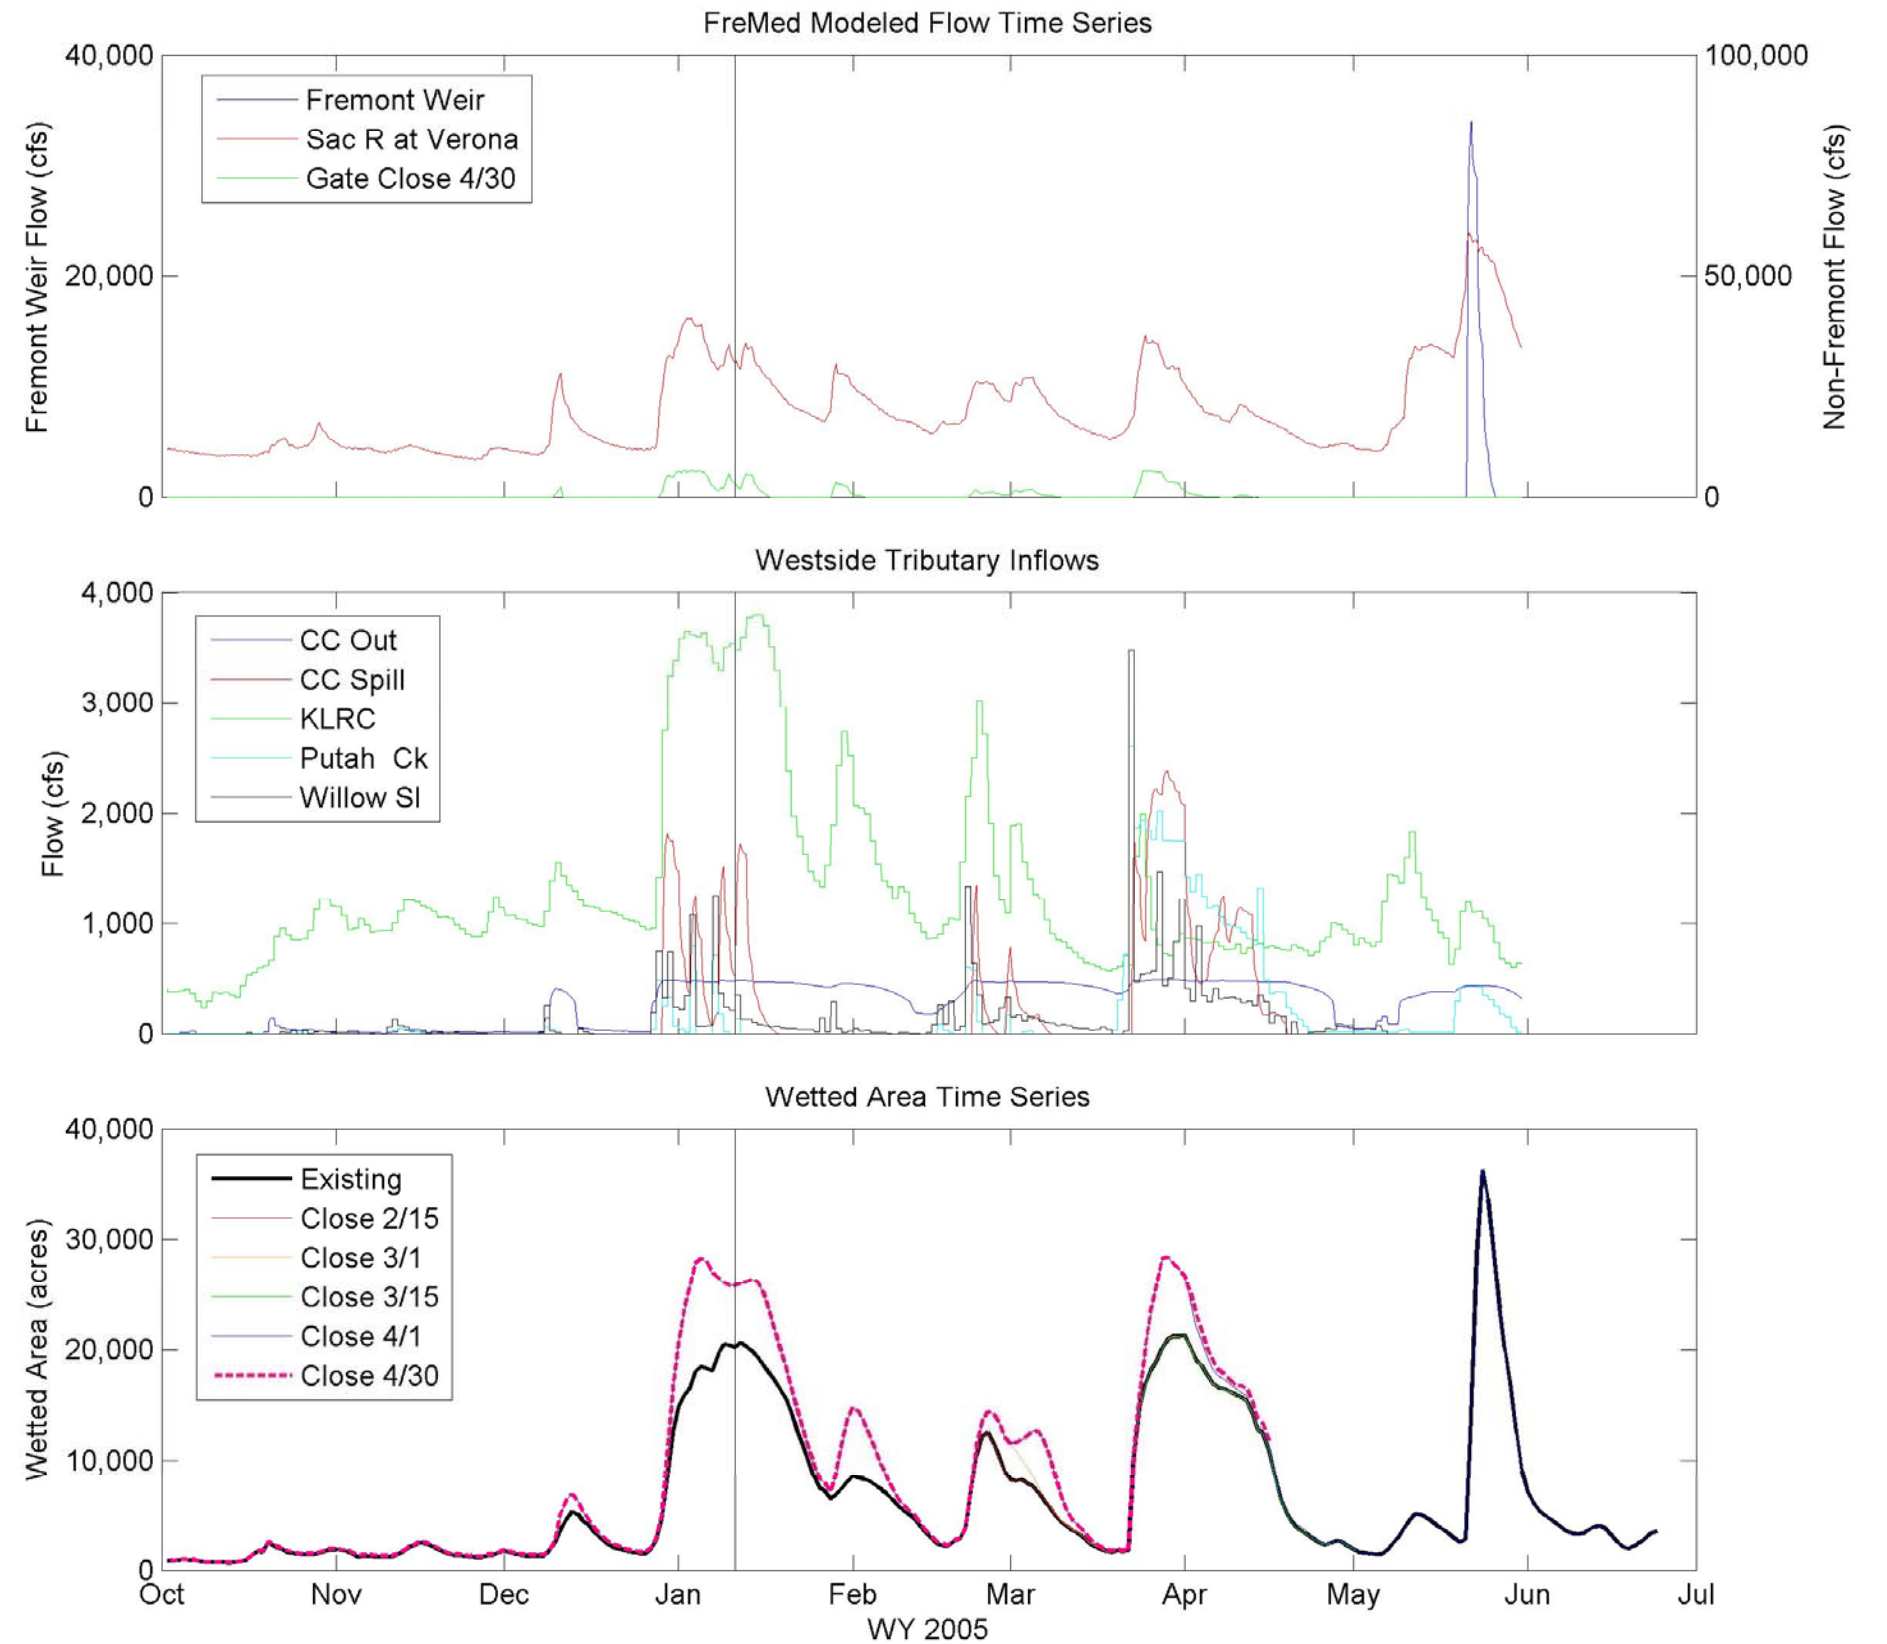 FreMed Modeled Flow Time Series
40,000
100,000
Fremont Weir
Sac R at Verona
Gate Close 4/30
Fremont Weir Flow (cfs)
Non-Fremont Flow (cfs)
20,000
50,000
0
0
Westside Tributary Inflows
4,000
CC Out
CC Spill
KLRC
Putah Ck
Willow Sl
3,000
Flow (cfs)
2,000
1,000
0
Wetted Area Time Series
40,000
Existing
Close 2/15
Close 3/1
Close 3/15
Close 4/1
Close 4/30
Wetted Area (acres)
30,000
20,000
10,000
0
Oct Nov Dec Jan Feb Mar Apr May Jun Jul
WY 2005